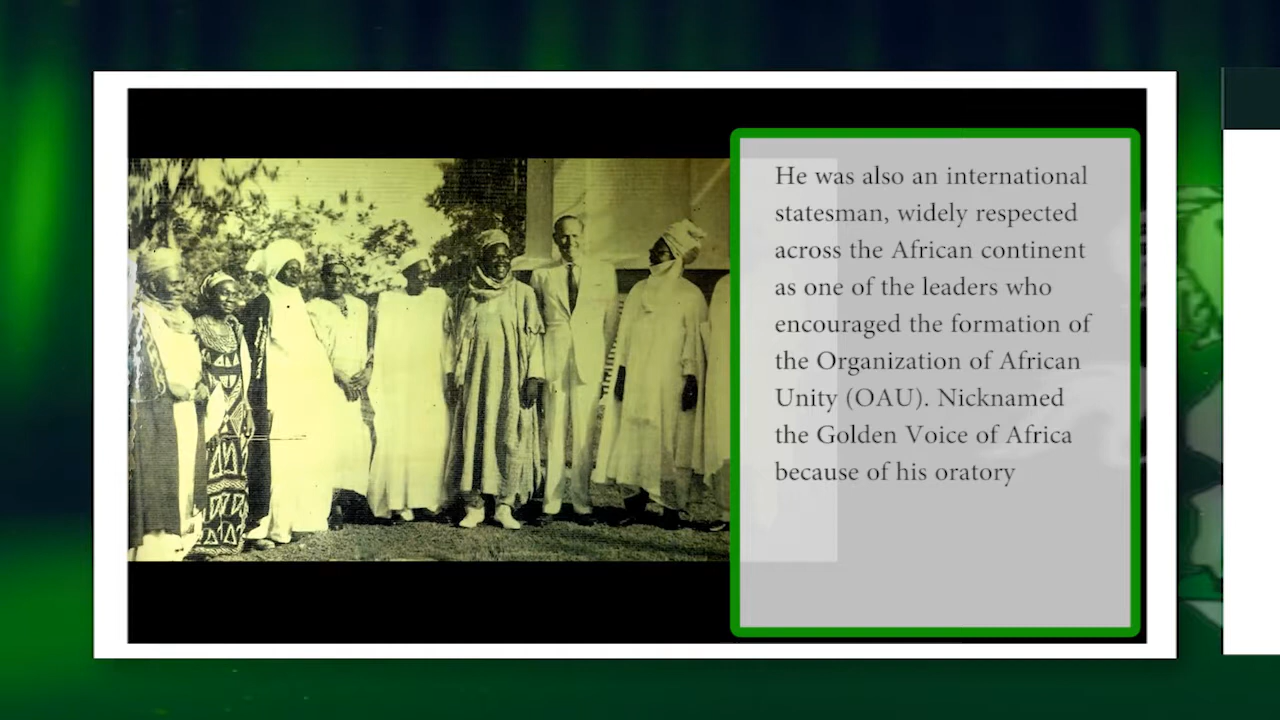 He was also an international
statesman, widely respected
across the African continent
as one of the leaders who
encouraged the formation of
the Organization of African
Unity (OAU). Nicknamed
the Golden Voice of Africa
because of his oratory